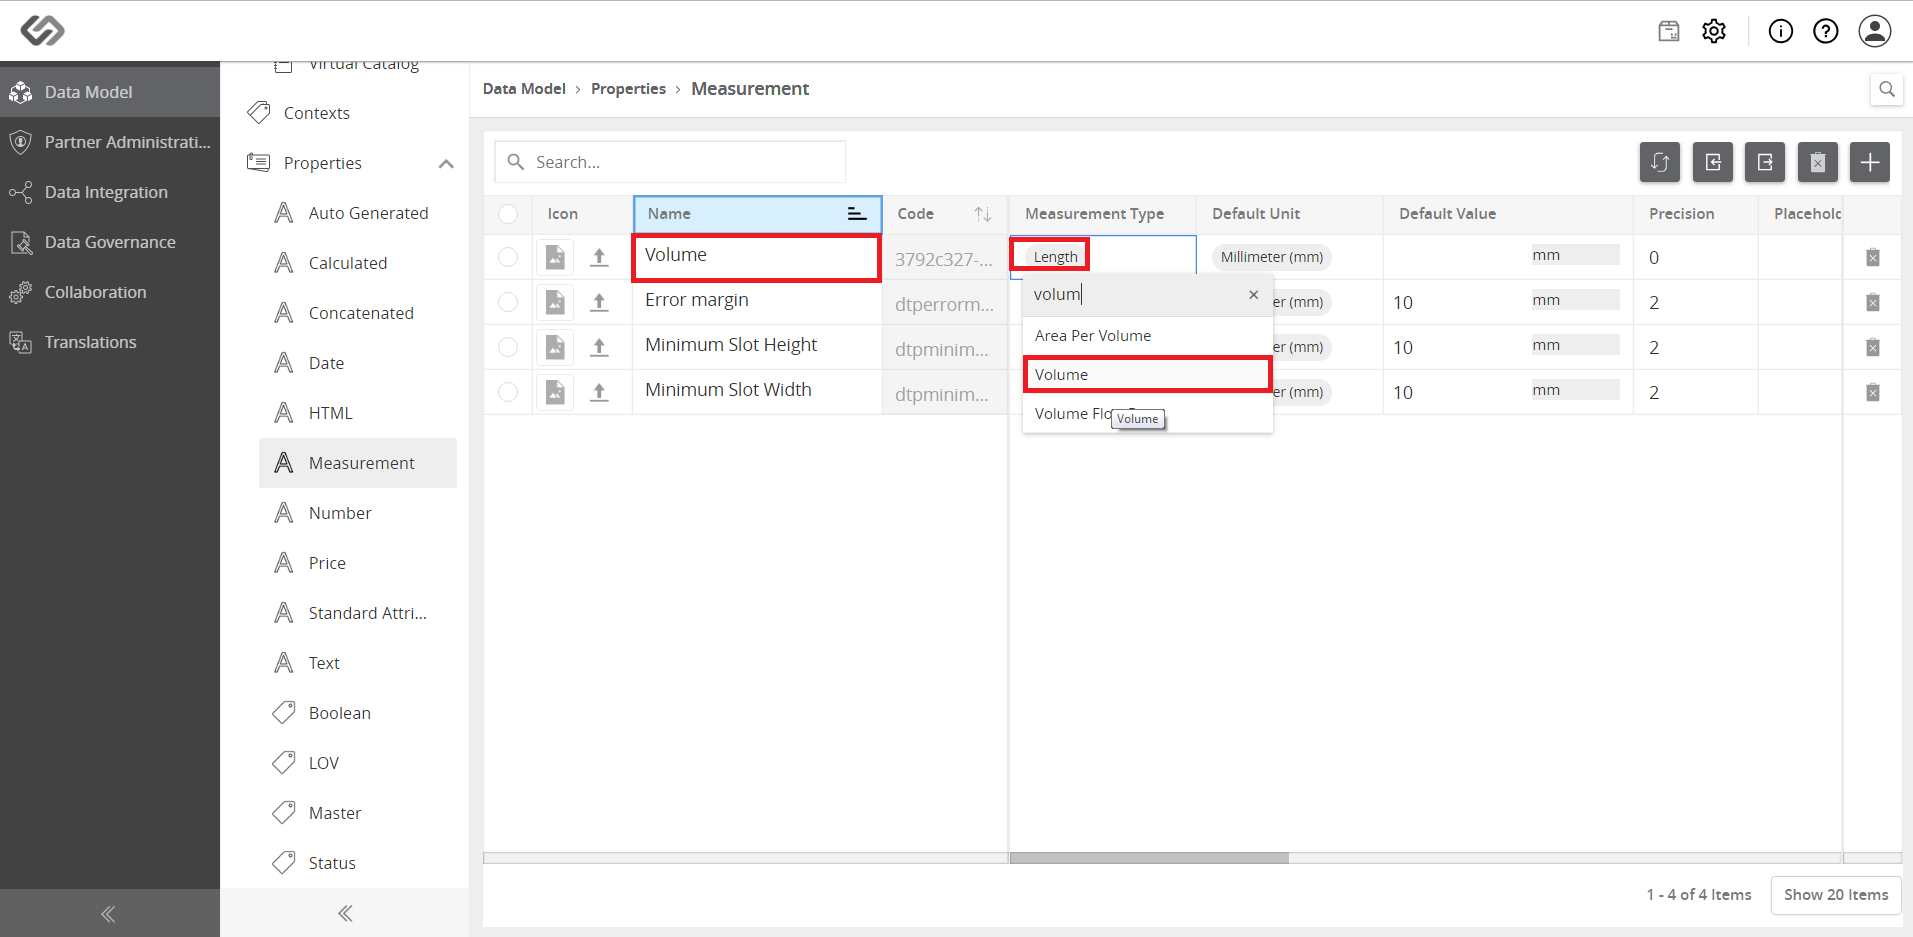 Virtual Catalog
Data Model
Partner Administrati...
Data Integration
Data Governance
Collaboration
Translations
Contexts
Properties
Auto Generated
Calculated
Concatenated
Date
HTML
Measurement
Number
Price
Standard Attri...
Text
Boolean
LOV
Master
Status
Data Model > Properties > Measurement
Search...
Icon Name Code Measurement Type Default Unit Default Value Precision Placehold
Volume 3792c327-... Length Millimeter (mm) mm 0
Error margin dtperrorm... er (mm) 10 mm 2
Minimum Slot Height dtpminim... er (mm) 10 mm 2
Minimum Slot Width dtpminim... er (mm) 10 mm 2
volum
Area Per Volume
Volume
Volume Flo
Volume
1 - 4 of 4 Items
Show 20 Items